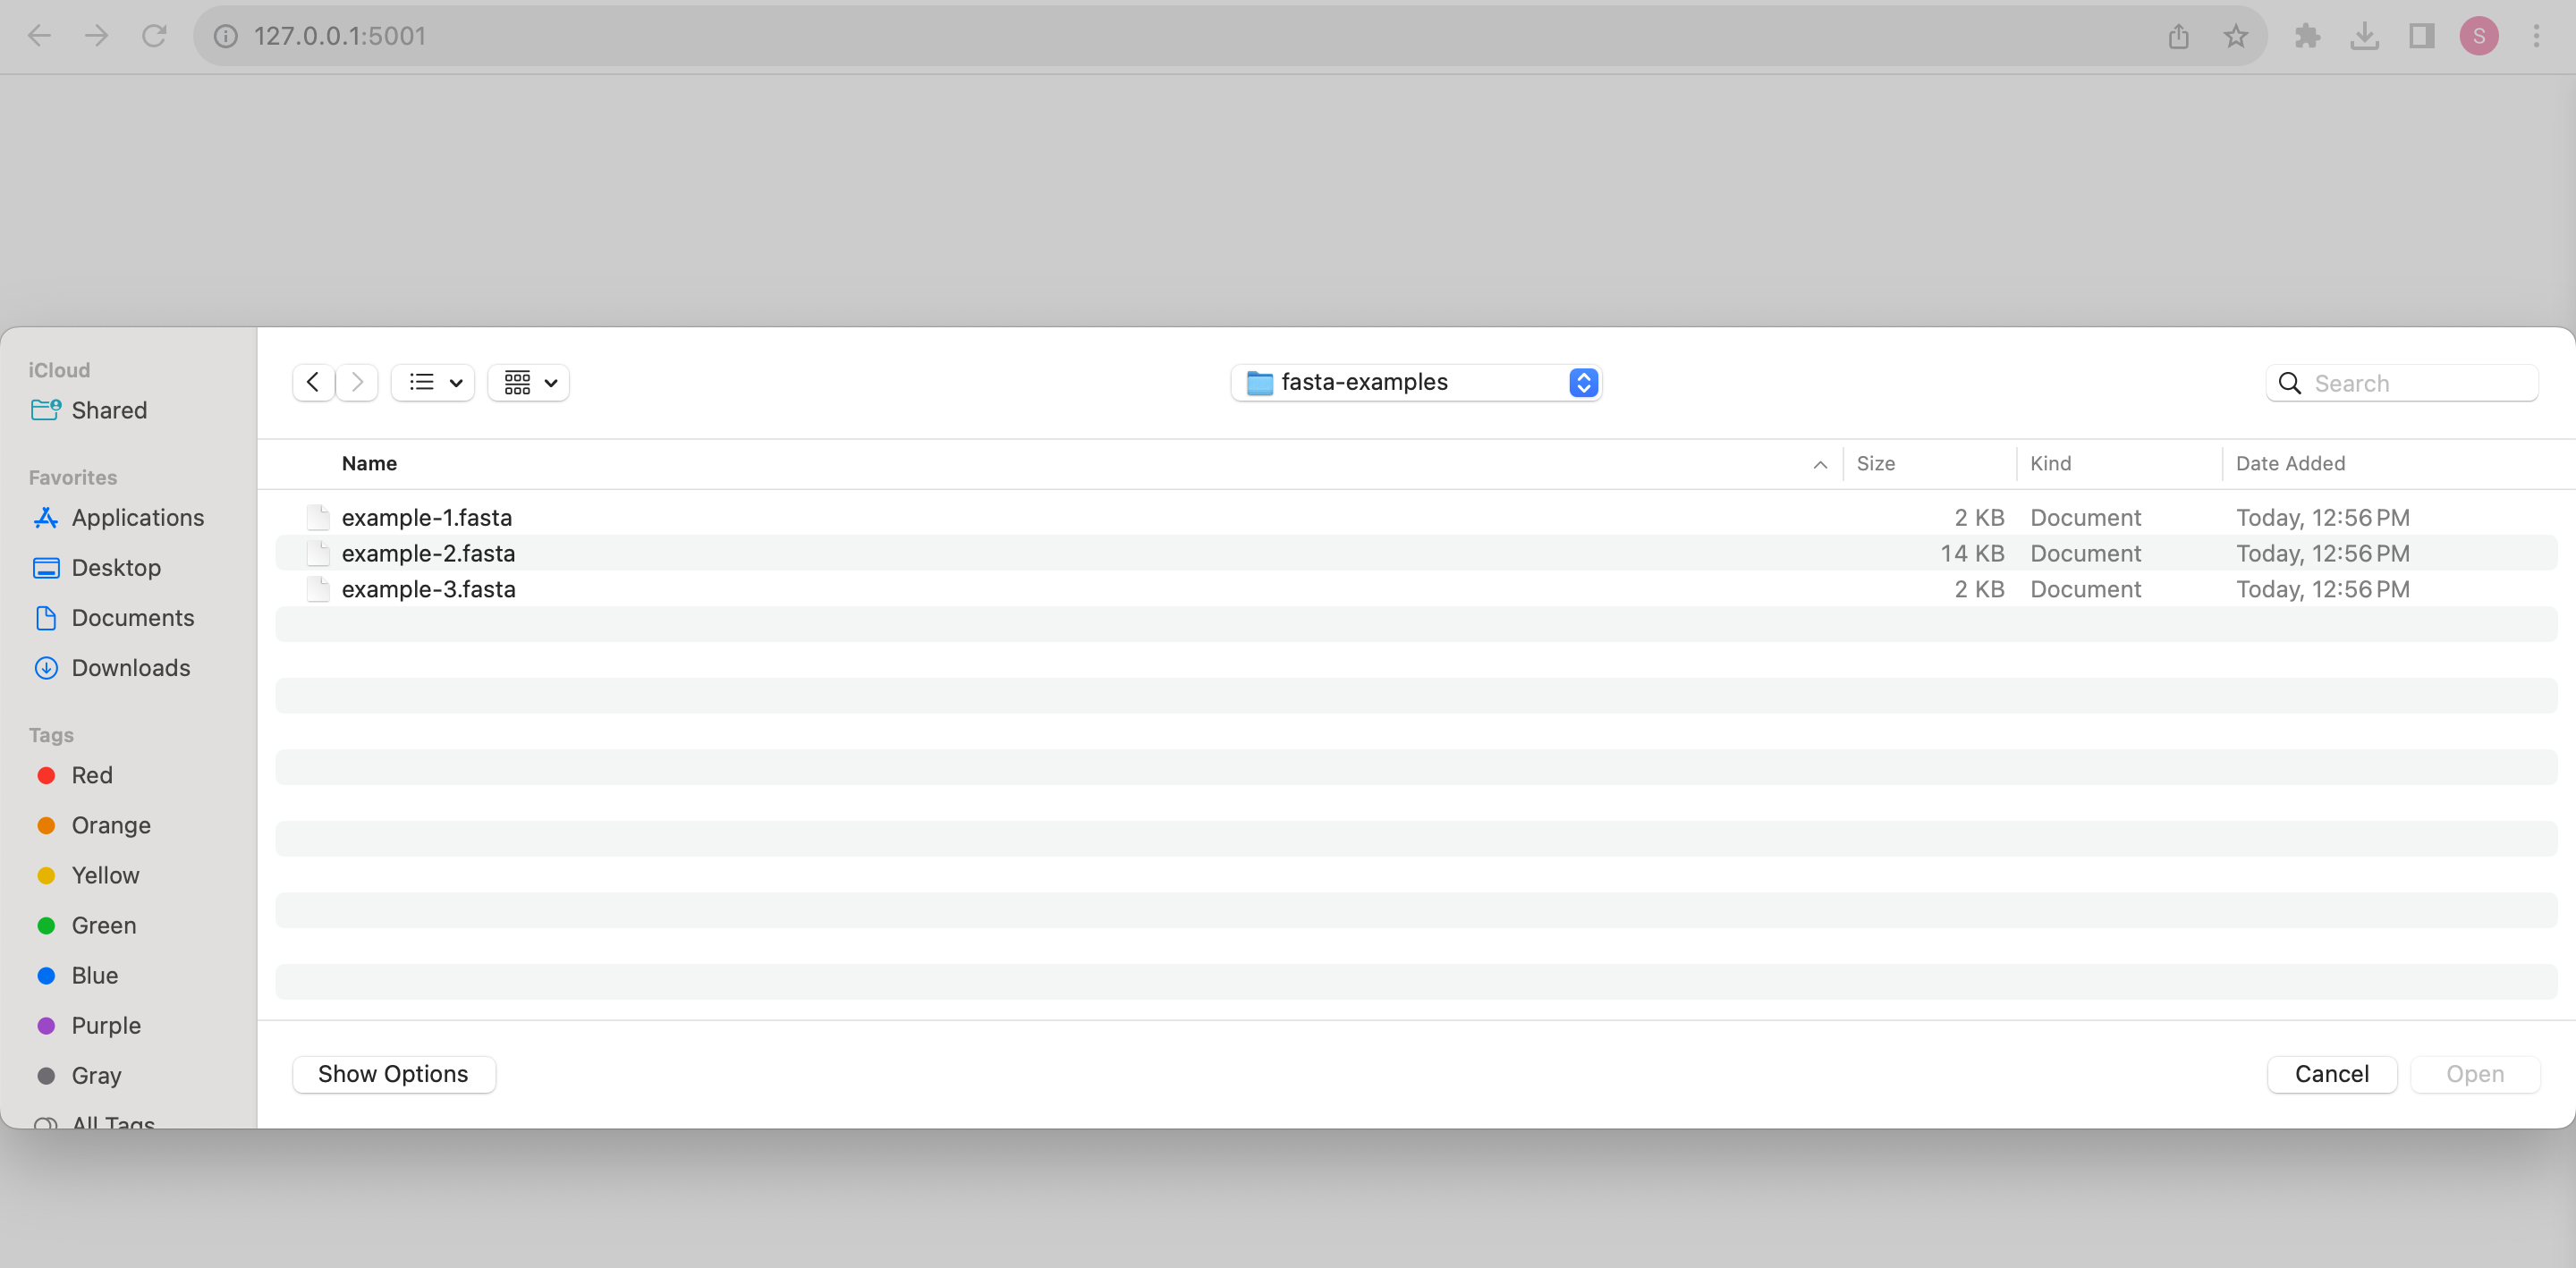 127.0.0.1:5001
S
iCloud
Shared
Favorites
Applications
Desktop
Documents
Downloads
Tags
Red
Orange
Yellow
Green
Blue
Purple
Gray
All Tags
fasta-examples
Search
Name Size Kind Date Added
example-1.fasta 2 KB Document Today, 12:56 PM
example-2.fasta 14 KB Document Today, 12:56 PM
example-3.fasta 2 KB Document Today, 12:56 PM
Show Options Cancel Open